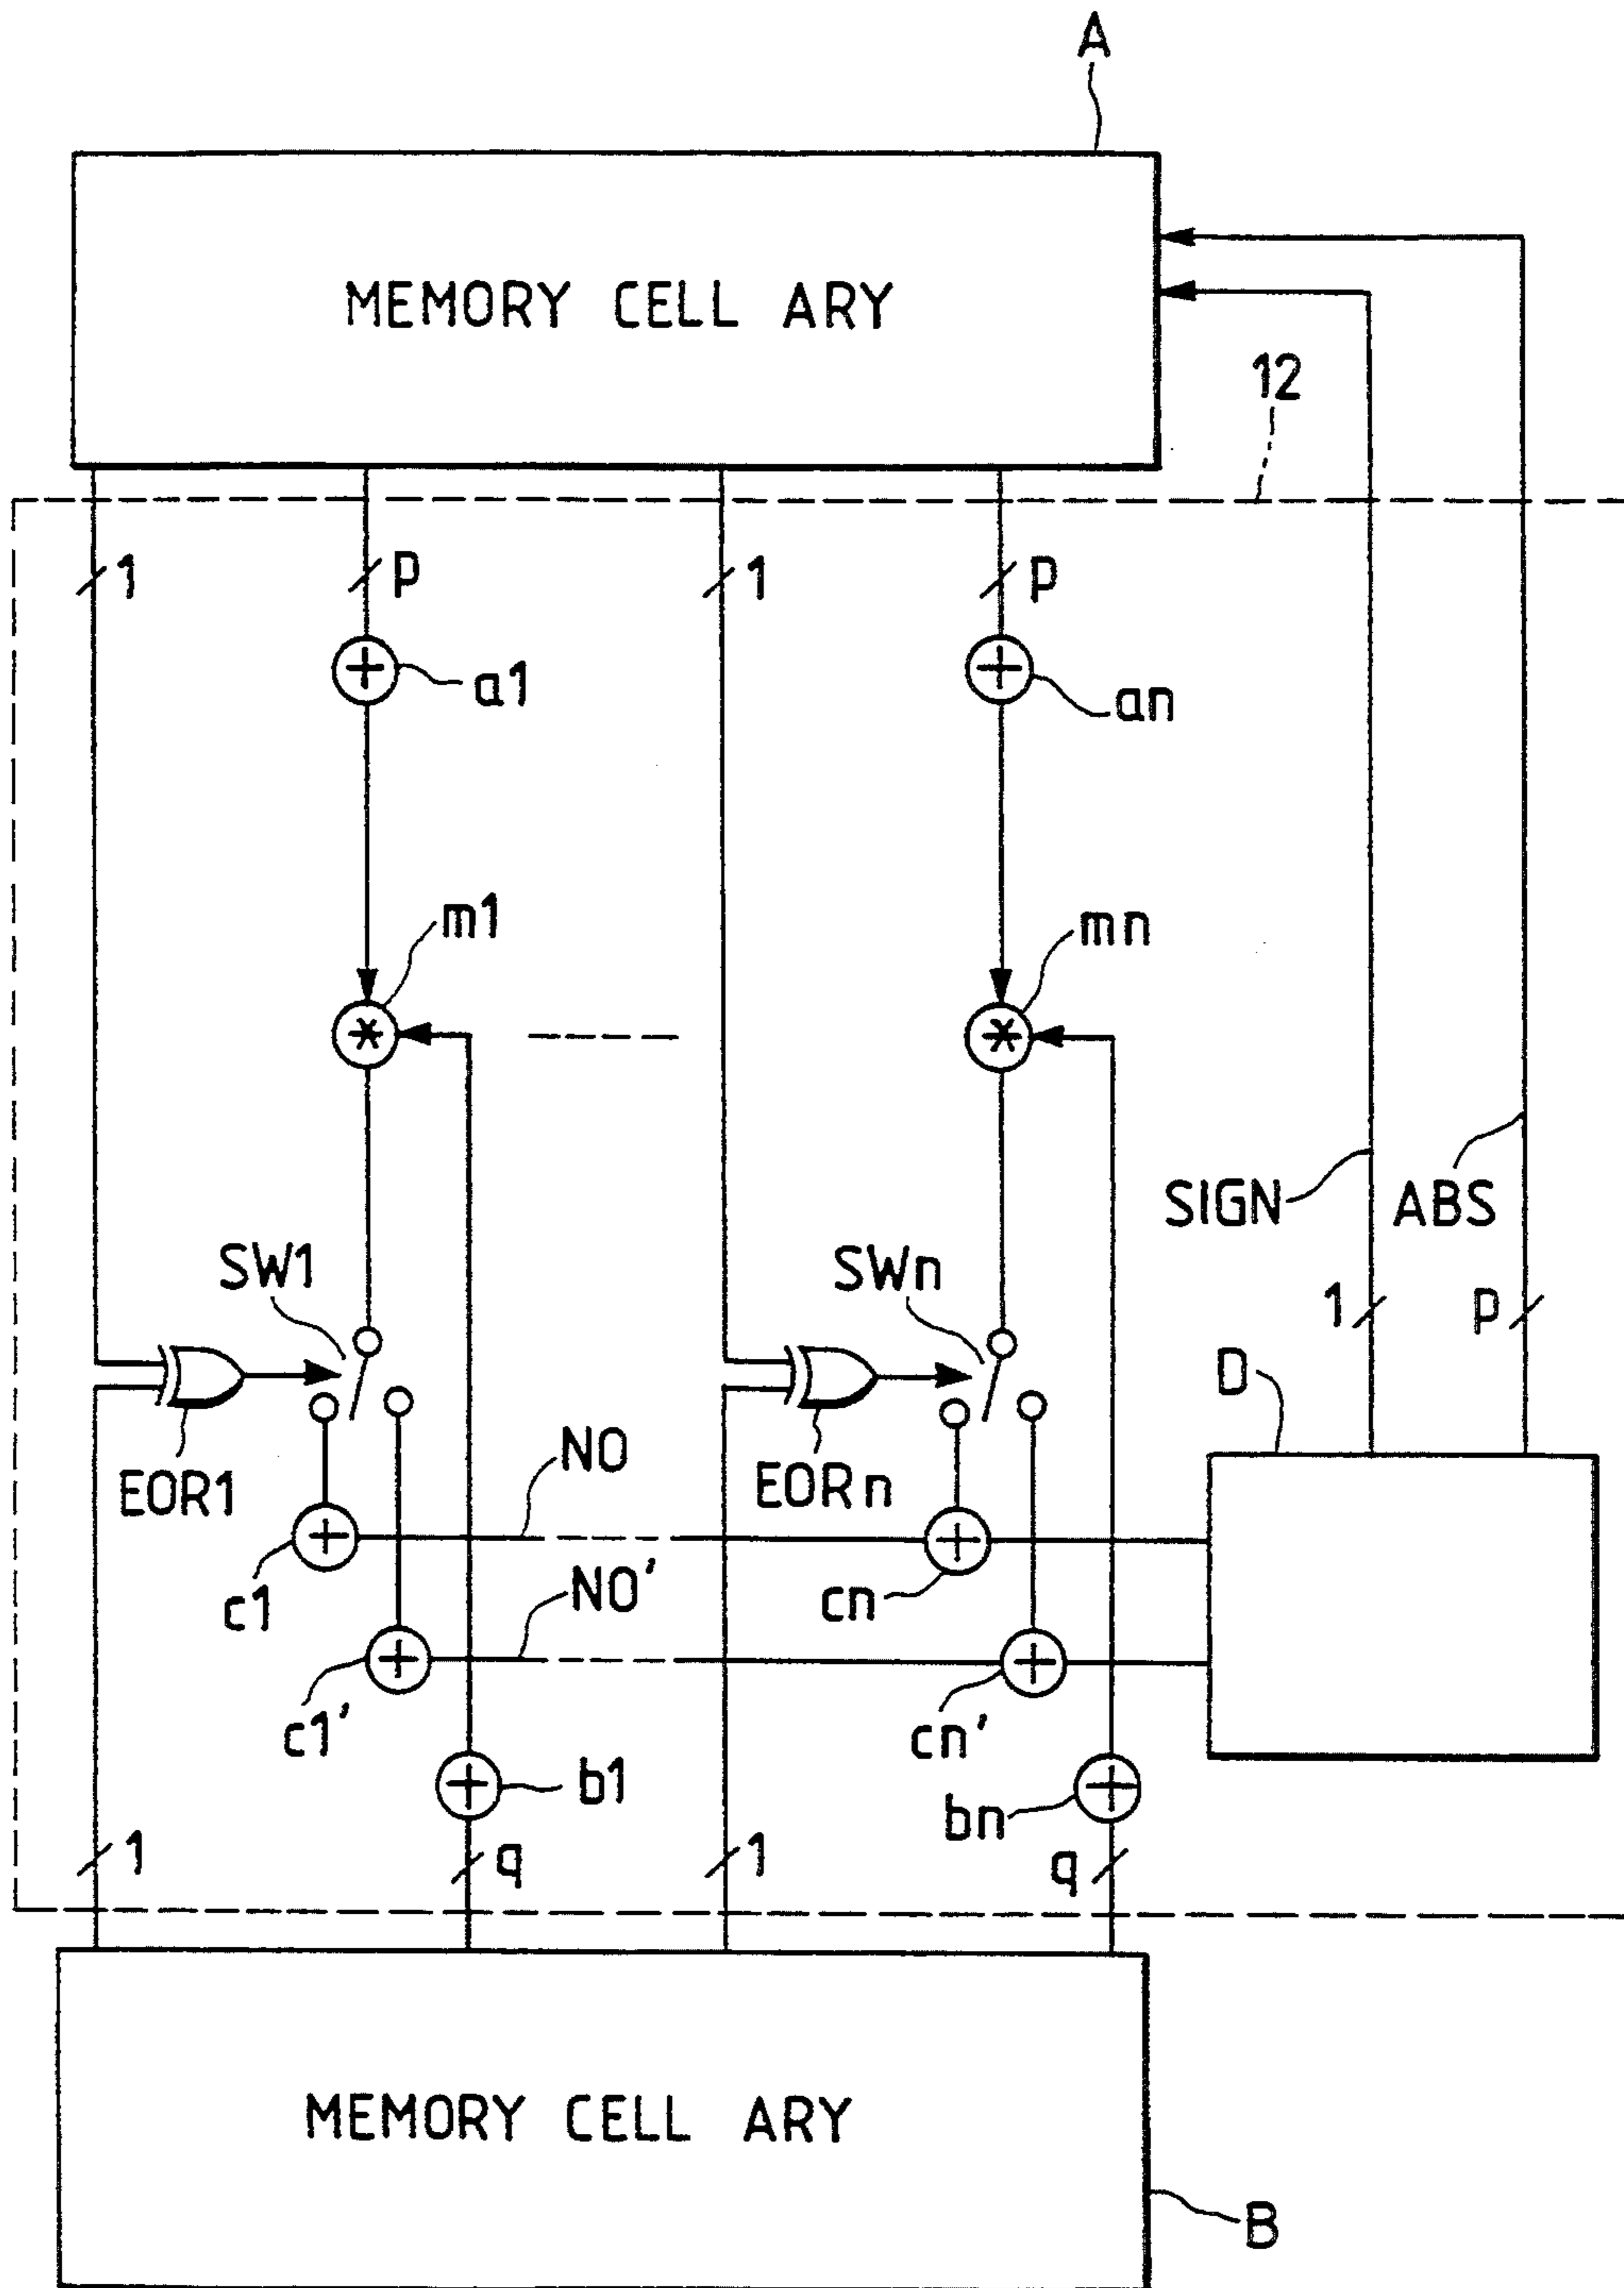 A
MEMORY CELL ARY
12
1
p
1
p
a1
an
m1
mn
SIGN
ABS
SW1
SWn
1
p
D
EOR1
NO
EORn
c1
NO'
cn
c1'
cn'
b1
bn
1
q
1
q
MEMORY CELL ARY
B